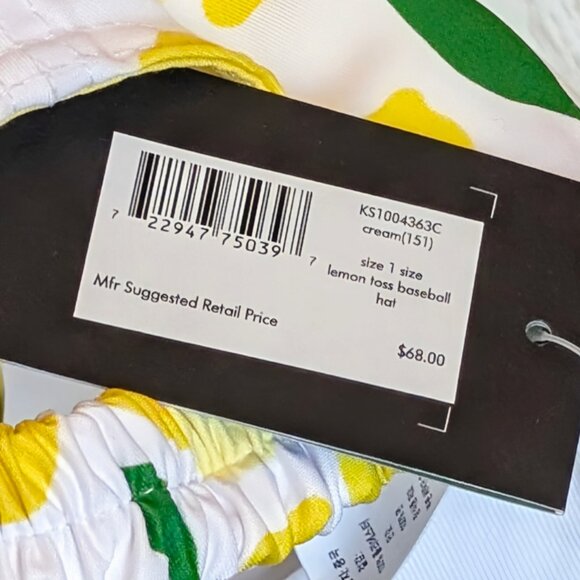 7 22947 75039 7
KS1004363C
cream(151)
size 1 size
lemon toss baseball
hat
Mfr Suggested Retail Price
$68.00